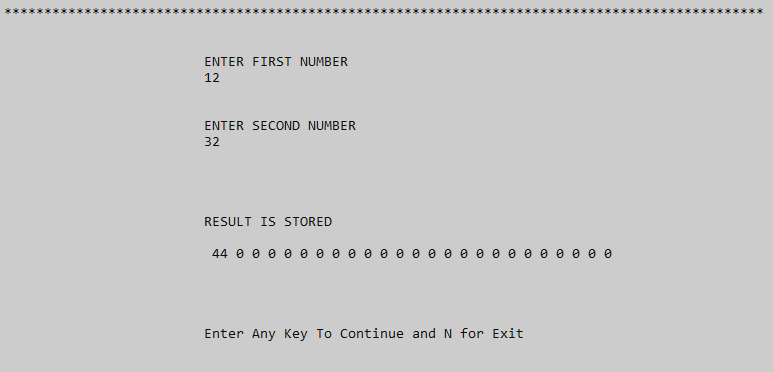 ***********************************************************************************************
ENTER FIRST NUMBER
12
ENTER SECOND NUMBER
32
RESULT IS STORED
44 0 0 0 0 0 0 0 0 0 0 0 0 0 0 0 0 0 0 0 0 0 0 0 0
Enter Any Key To Continue and N for Exit